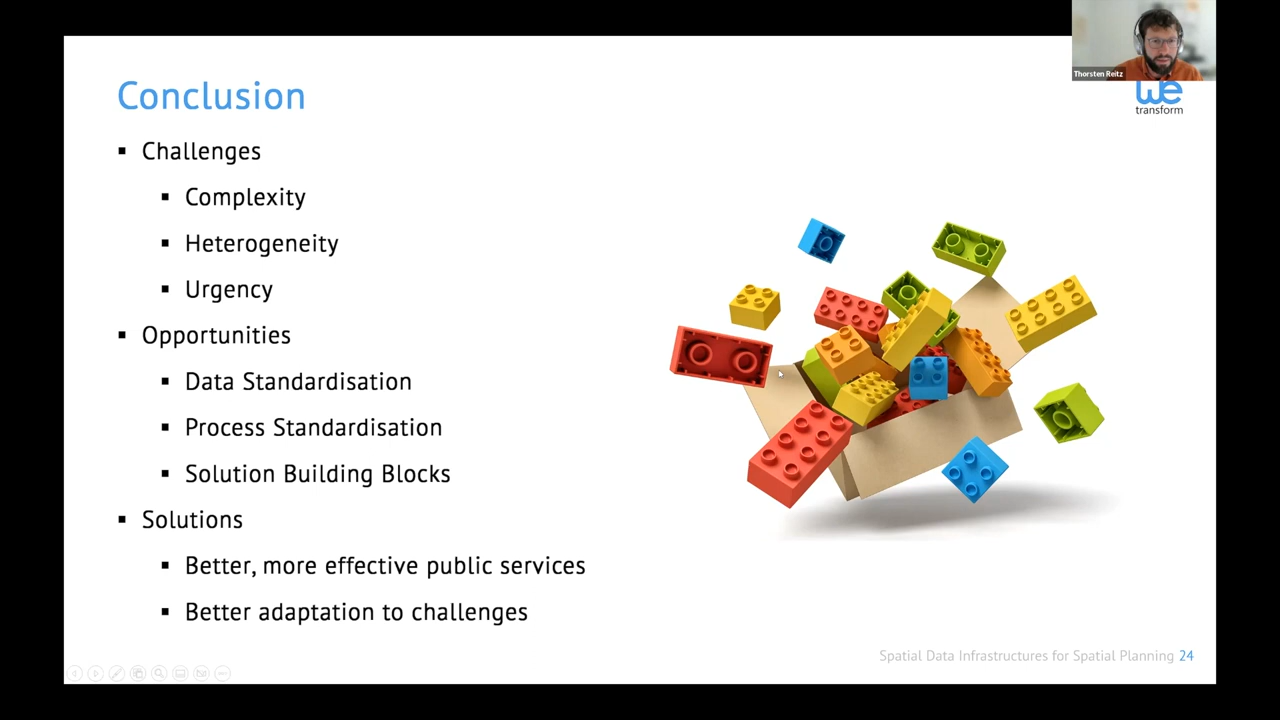 Thorsten Reitz
we
transform
Conclusion
▪ Challenges
▪ Complexity
▪ Heterogeneity
▪ Urgency
▪ Opportunities
▪ Data Standardisation
▪ Process Standardisation
▪ Solution Building Blocks
▪ Solutions
▪ Better, more effective public services
▪ Better adaptation to challenges
Spatial Data Infrastructures for Spatial Planning 24